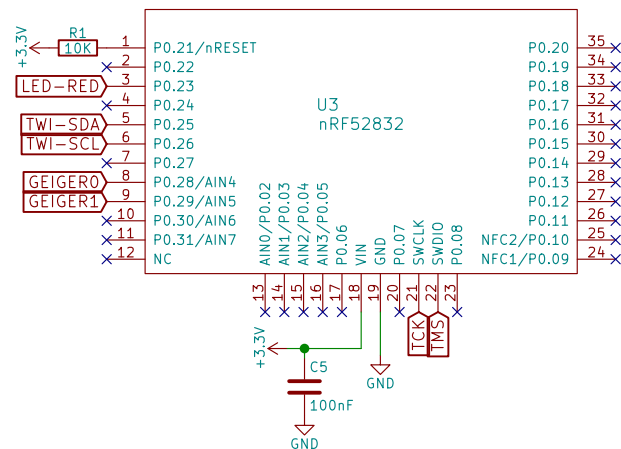 +3.3V
R1
10K
1 P0.21/nRESET
2 P0.22
LED-RED 3 P0.23
4 P0.24
TWI-SDA 5 P0.25
TWI-SCL 6 P0.26
7 P0.27
GEIGER0 8 P0.28/AIN4
GEIGER1 9 P0.29/AIN5
10 P0.30/AIN6
11 P0.31/AIN7
12 NC
U3
nRF52832
P0.20 35
P0.19 34
P0.18 33
P0.17 32
P0.16 31
P0.15 30
P0.14 29
P0.13 28
P0.12 27
P0.11 26
NFC2/P0.10 25
NFC1/P0.09 24
AIN0/P0.02 13
AIN1/P0.03 14
AIN2/P0.04 15
AIN3/P0.05 16
P0.06 17
VIN 18
GND 19
P0.07 20
SWCLK 21 TCK
SWDIO 22 TMS
P0.08 23
+3.3V
C5
100nF
GND
GND